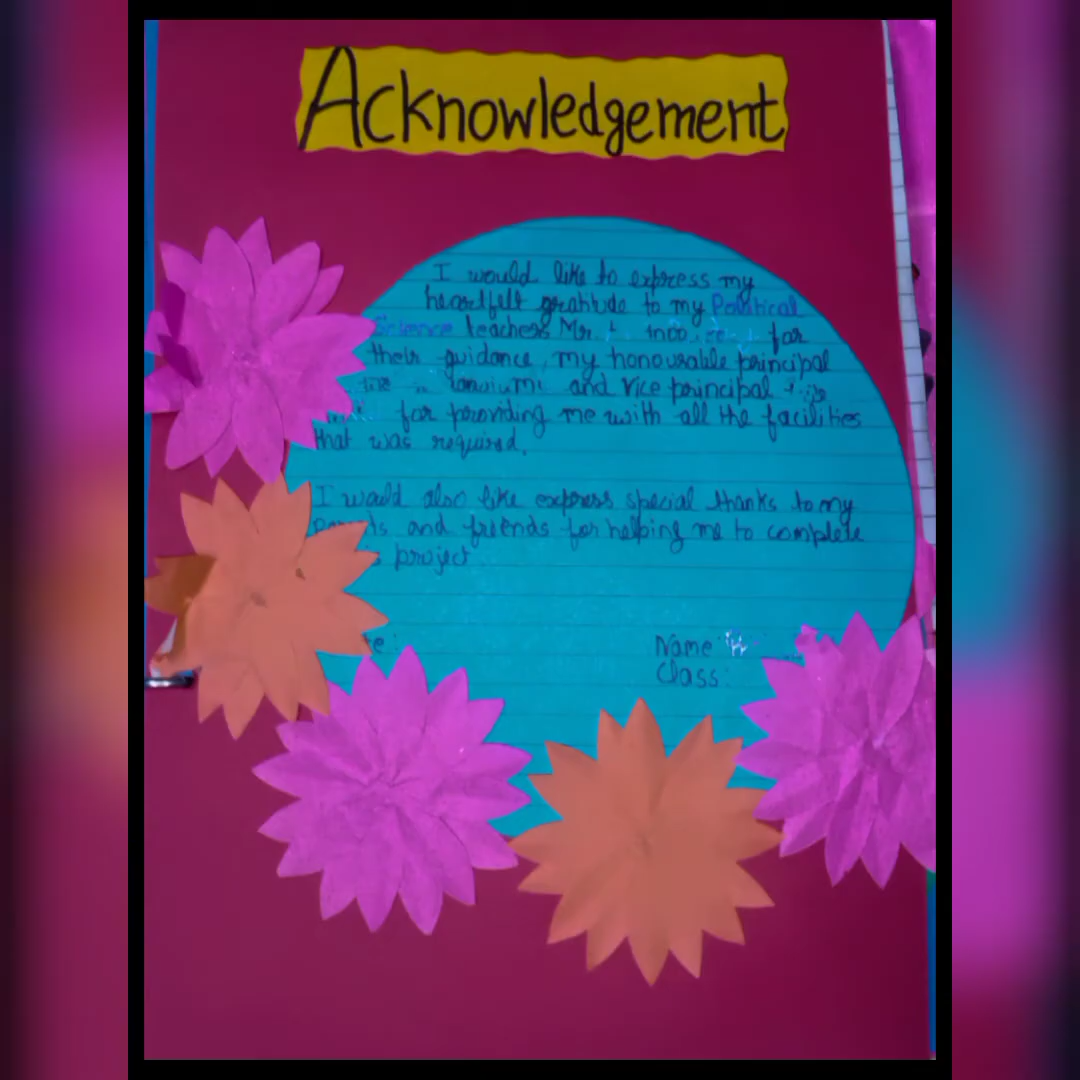 Acknowledgement
I would like to express my
heartfelt gratitude to my Political
Science teachers Mr. for
their guidance, my honourable principal
and Vice principal
for providing me with all the facilities
that was required.
I would also like express special thanks to my
and friends for helping me to complete
project
Name
Class: